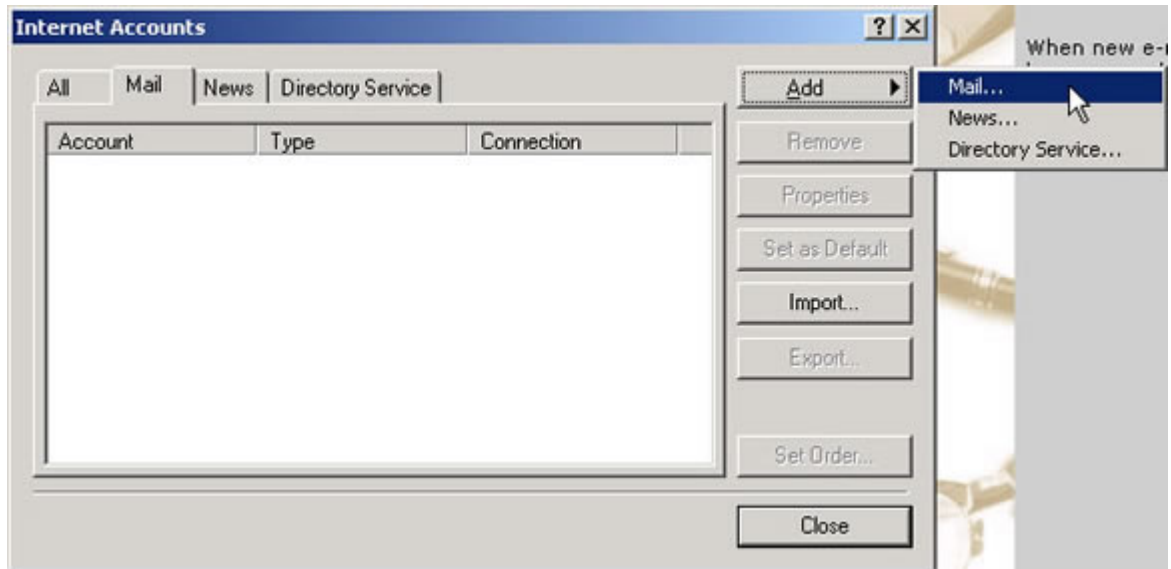 Internet Accounts
When new e-
All Mail News Directory Service
Add
Mail...
News...
Directory Service...
Account Type Connection
Remove
Properties
Set as Default
Import...
Export...
Set Order...
Close